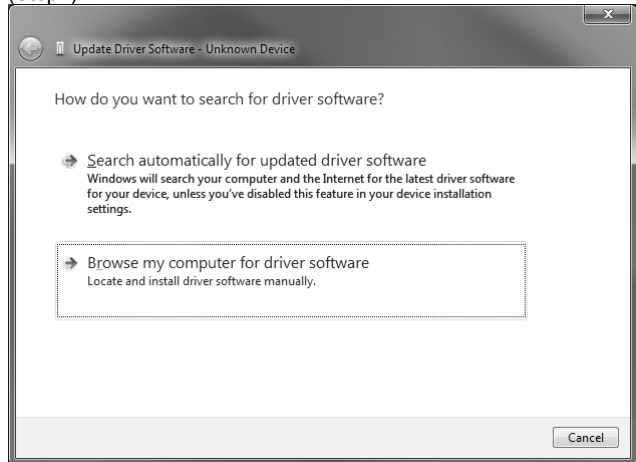 Update Driver Software - Unknown Device
How do you want to search for driver software?
Search automatically for updated driver software
Windows will search your computer and the Internet for the latest driver software
for your device, unless you've disabled this feature in your device installation
settings.
Browse my computer for driver software
Locate and install driver software manually.
Cancel